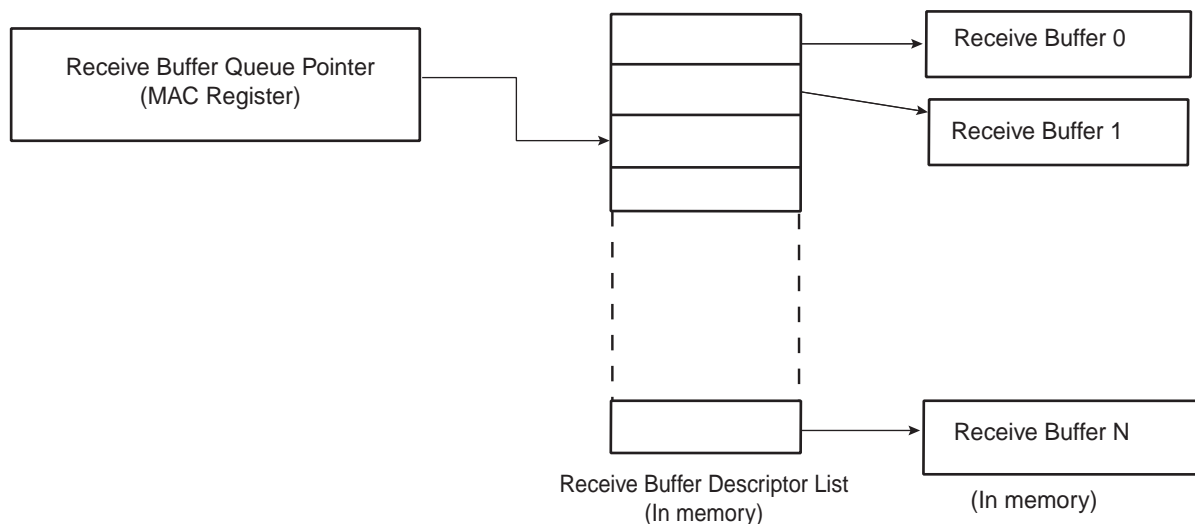 Receive Buffer Queue Pointer
(MAC Register)
Receive Buffer 0
Receive Buffer 1
Receive Buffer N
Receive Buffer Descriptor List
(In memory)
(In memory)